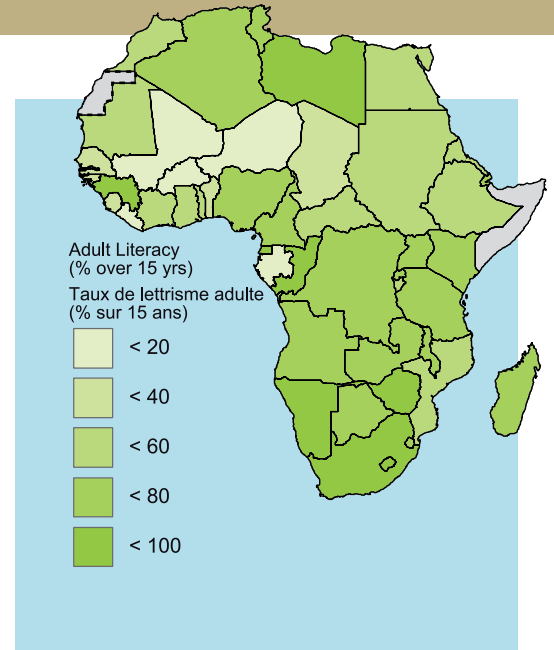 Adult Literacy
(% over 15 yrs)
Taux de lettrisme adulte
(% sur 15 ans)
< 20
< 40
< 60
< 80
< 100